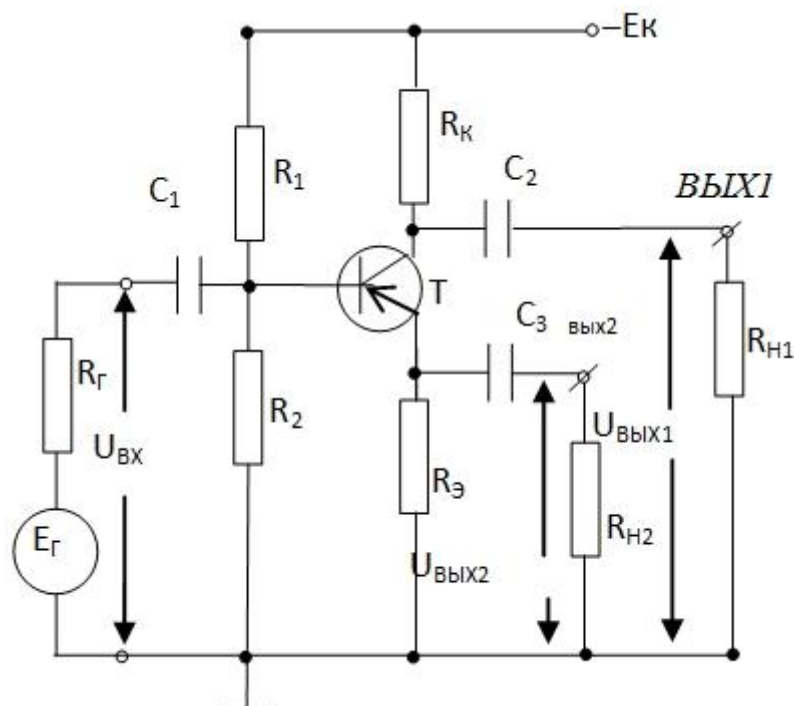 –Eк
R₁
RК
C₁
C₂
ВЫХ1
T
C₃ вых2
RГ
R₂
RН1
UВХ
UВЫХ1
RЭ
EГ
RН2
UВЫХ2